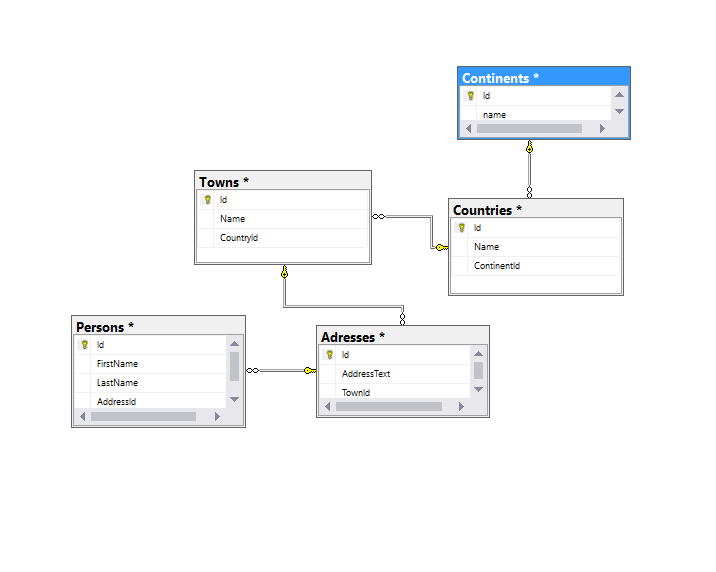 Continents *
Id
name
Towns *
Id
Name
CountryId
Countries *
Id
Name
ContinentId
Persons *
Id
FirstName
LastName
AddressId
Adresses *
Id
AddressText
TownId